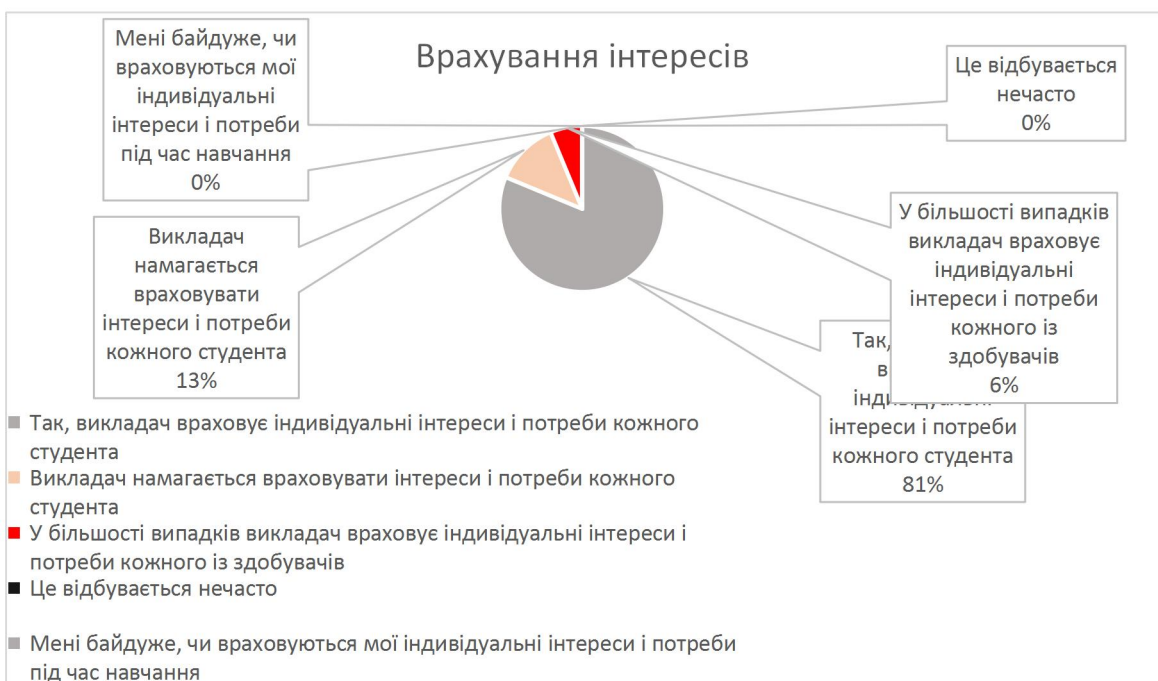 Врахування інтересів
Мені байдуже, чи
враховуються мої
індивідуальні
інтереси і потреби
під час навчання
0%
Це відбувається
нечасто
0%
Викладач
намагається
враховувати
інтереси і потреби
кожного студента
13%
У більшості випадків
викладач враховує
індивідуальні
інтереси і потреби
кожного із
здобувачів
6%
Так,
інтереси і потреби
кожного студента
81%
Так, викладач враховує індивідуальні інтереси і потреби кожного
студента
Викладач намагається враховувати інтереси і потреби кожного
студента
У більшості випадків викладач враховує індивідуальні інтереси і
потреби кожного із здобувачів
Це відбувається нечасто
Мені байдуже, чи враховуються мої індивідуальні інтереси і потреби
під час навчання